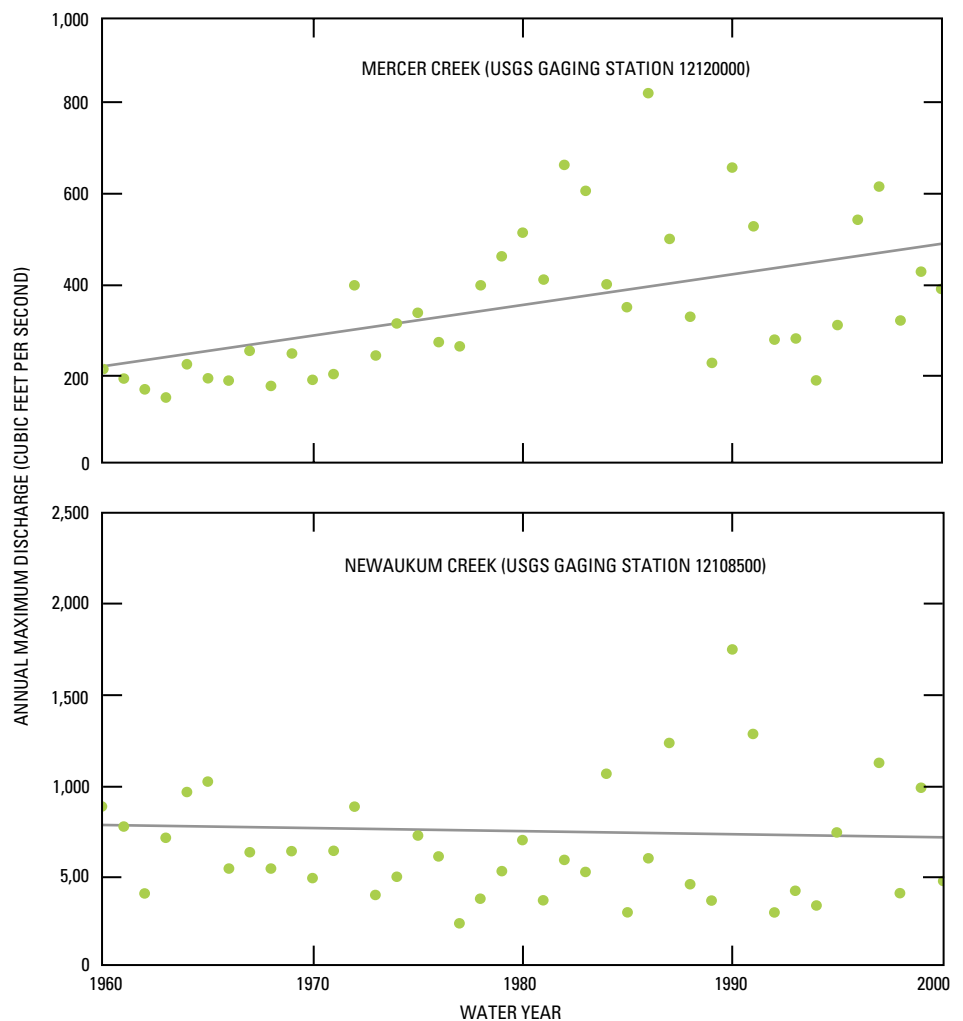 1,000
MERCER CREEK (USGS GAGING STATION 12120000)
800
600
400
200
0
ANNUAL MAXIMUM DISCHARGE (CUBIC FEET PER SECOND)
2,500
NEWAUKUM CREEK (USGS GAGING STATION 12108500)
2,000
1,500
1,000
5,00
0
1960 1970 1980 1990 2000
WATER YEAR